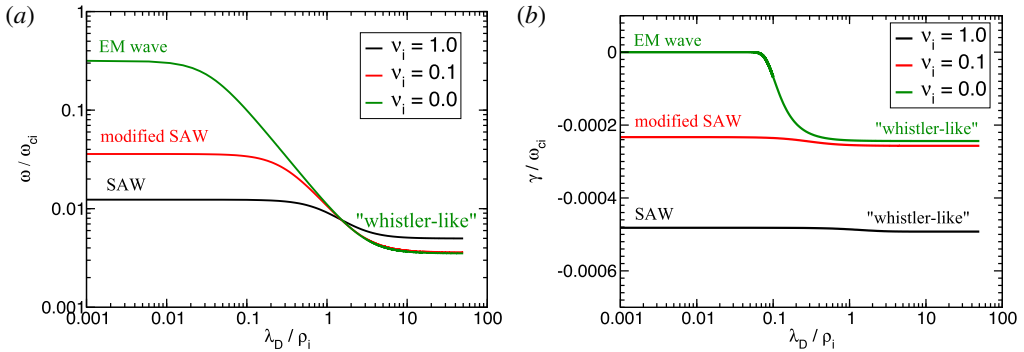 (a)
1
0.1
0.01
0.001
ω / ω_ci
EM wave
modified SAW
SAW
"whistler-like"
ν_i = 1.0
ν_i = 0.1
ν_i = 0.0
0.001 0.01 0.1 1 10 100
λ_D / ρ_i
(b)
0
-0.0002
-0.0004
-0.0006
γ / ω_ci
EM wave
ν_i = 1.0
ν_i = 0.1
ν_i = 0.0
modified SAW
"whistler-like"
SAW
"whistler-like"
0.001 0.01 0.1 1 10 100
λ_D / ρ_i